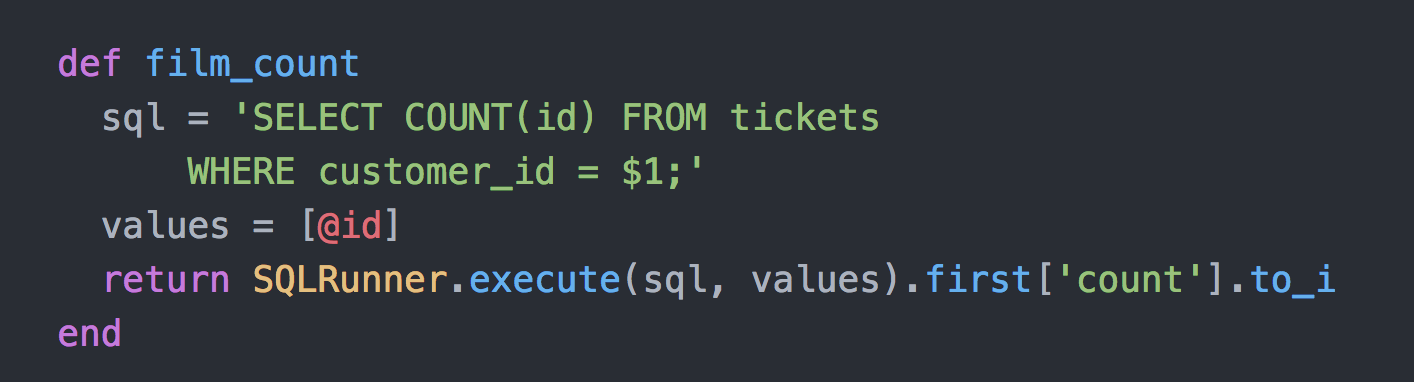 def film_count
  sql = 'SELECT COUNT(id) FROM tickets
      WHERE customer_id = $1;'
  values = [@id]
  return SQLRunner.execute(sql, values).first['count'].to_i
end